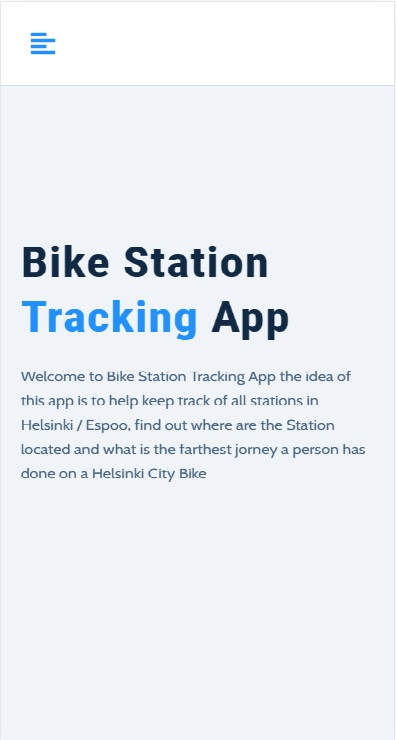 Bike Station
Tracking App
Welcome to Bike Station Tracking App the idea of
this app is to help keep track of all stations in
Helsinki / Espoo, find out where are the Station
located and what is the farthest jorney a person has
done on a Helsinki City Bike